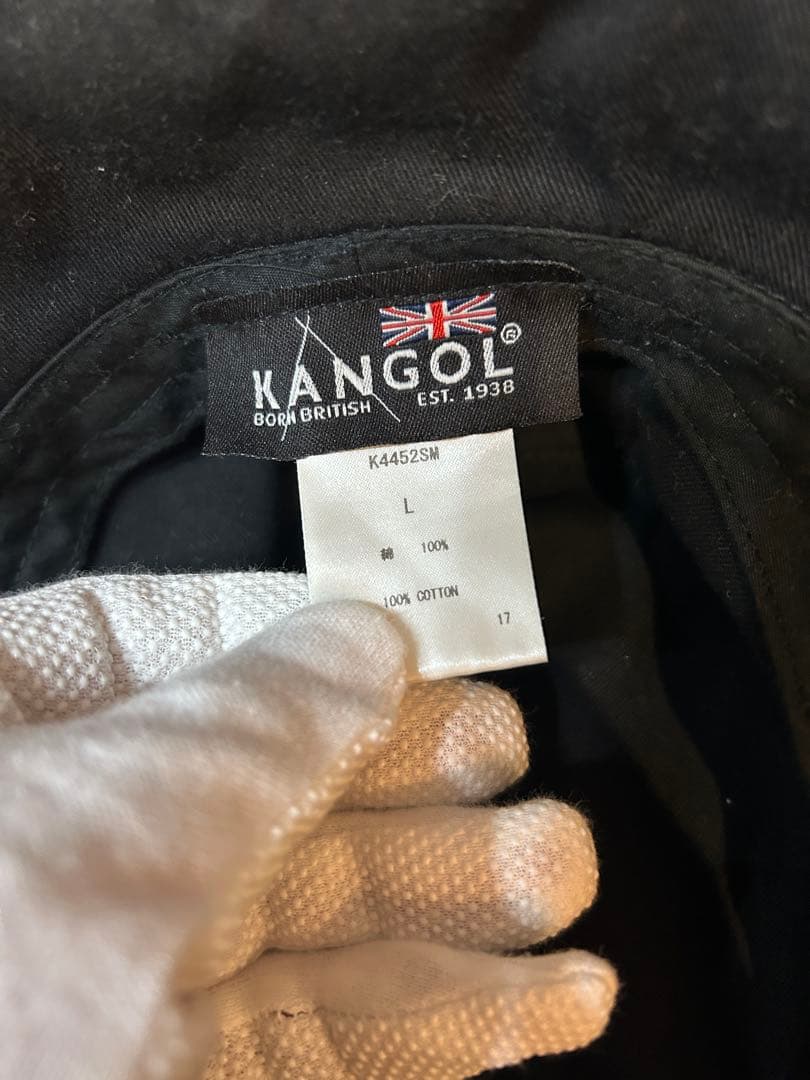 KANGOL®
BORN BRITISH EST. 1938
K4452SM
L
綿 100%
100% COTTON
17